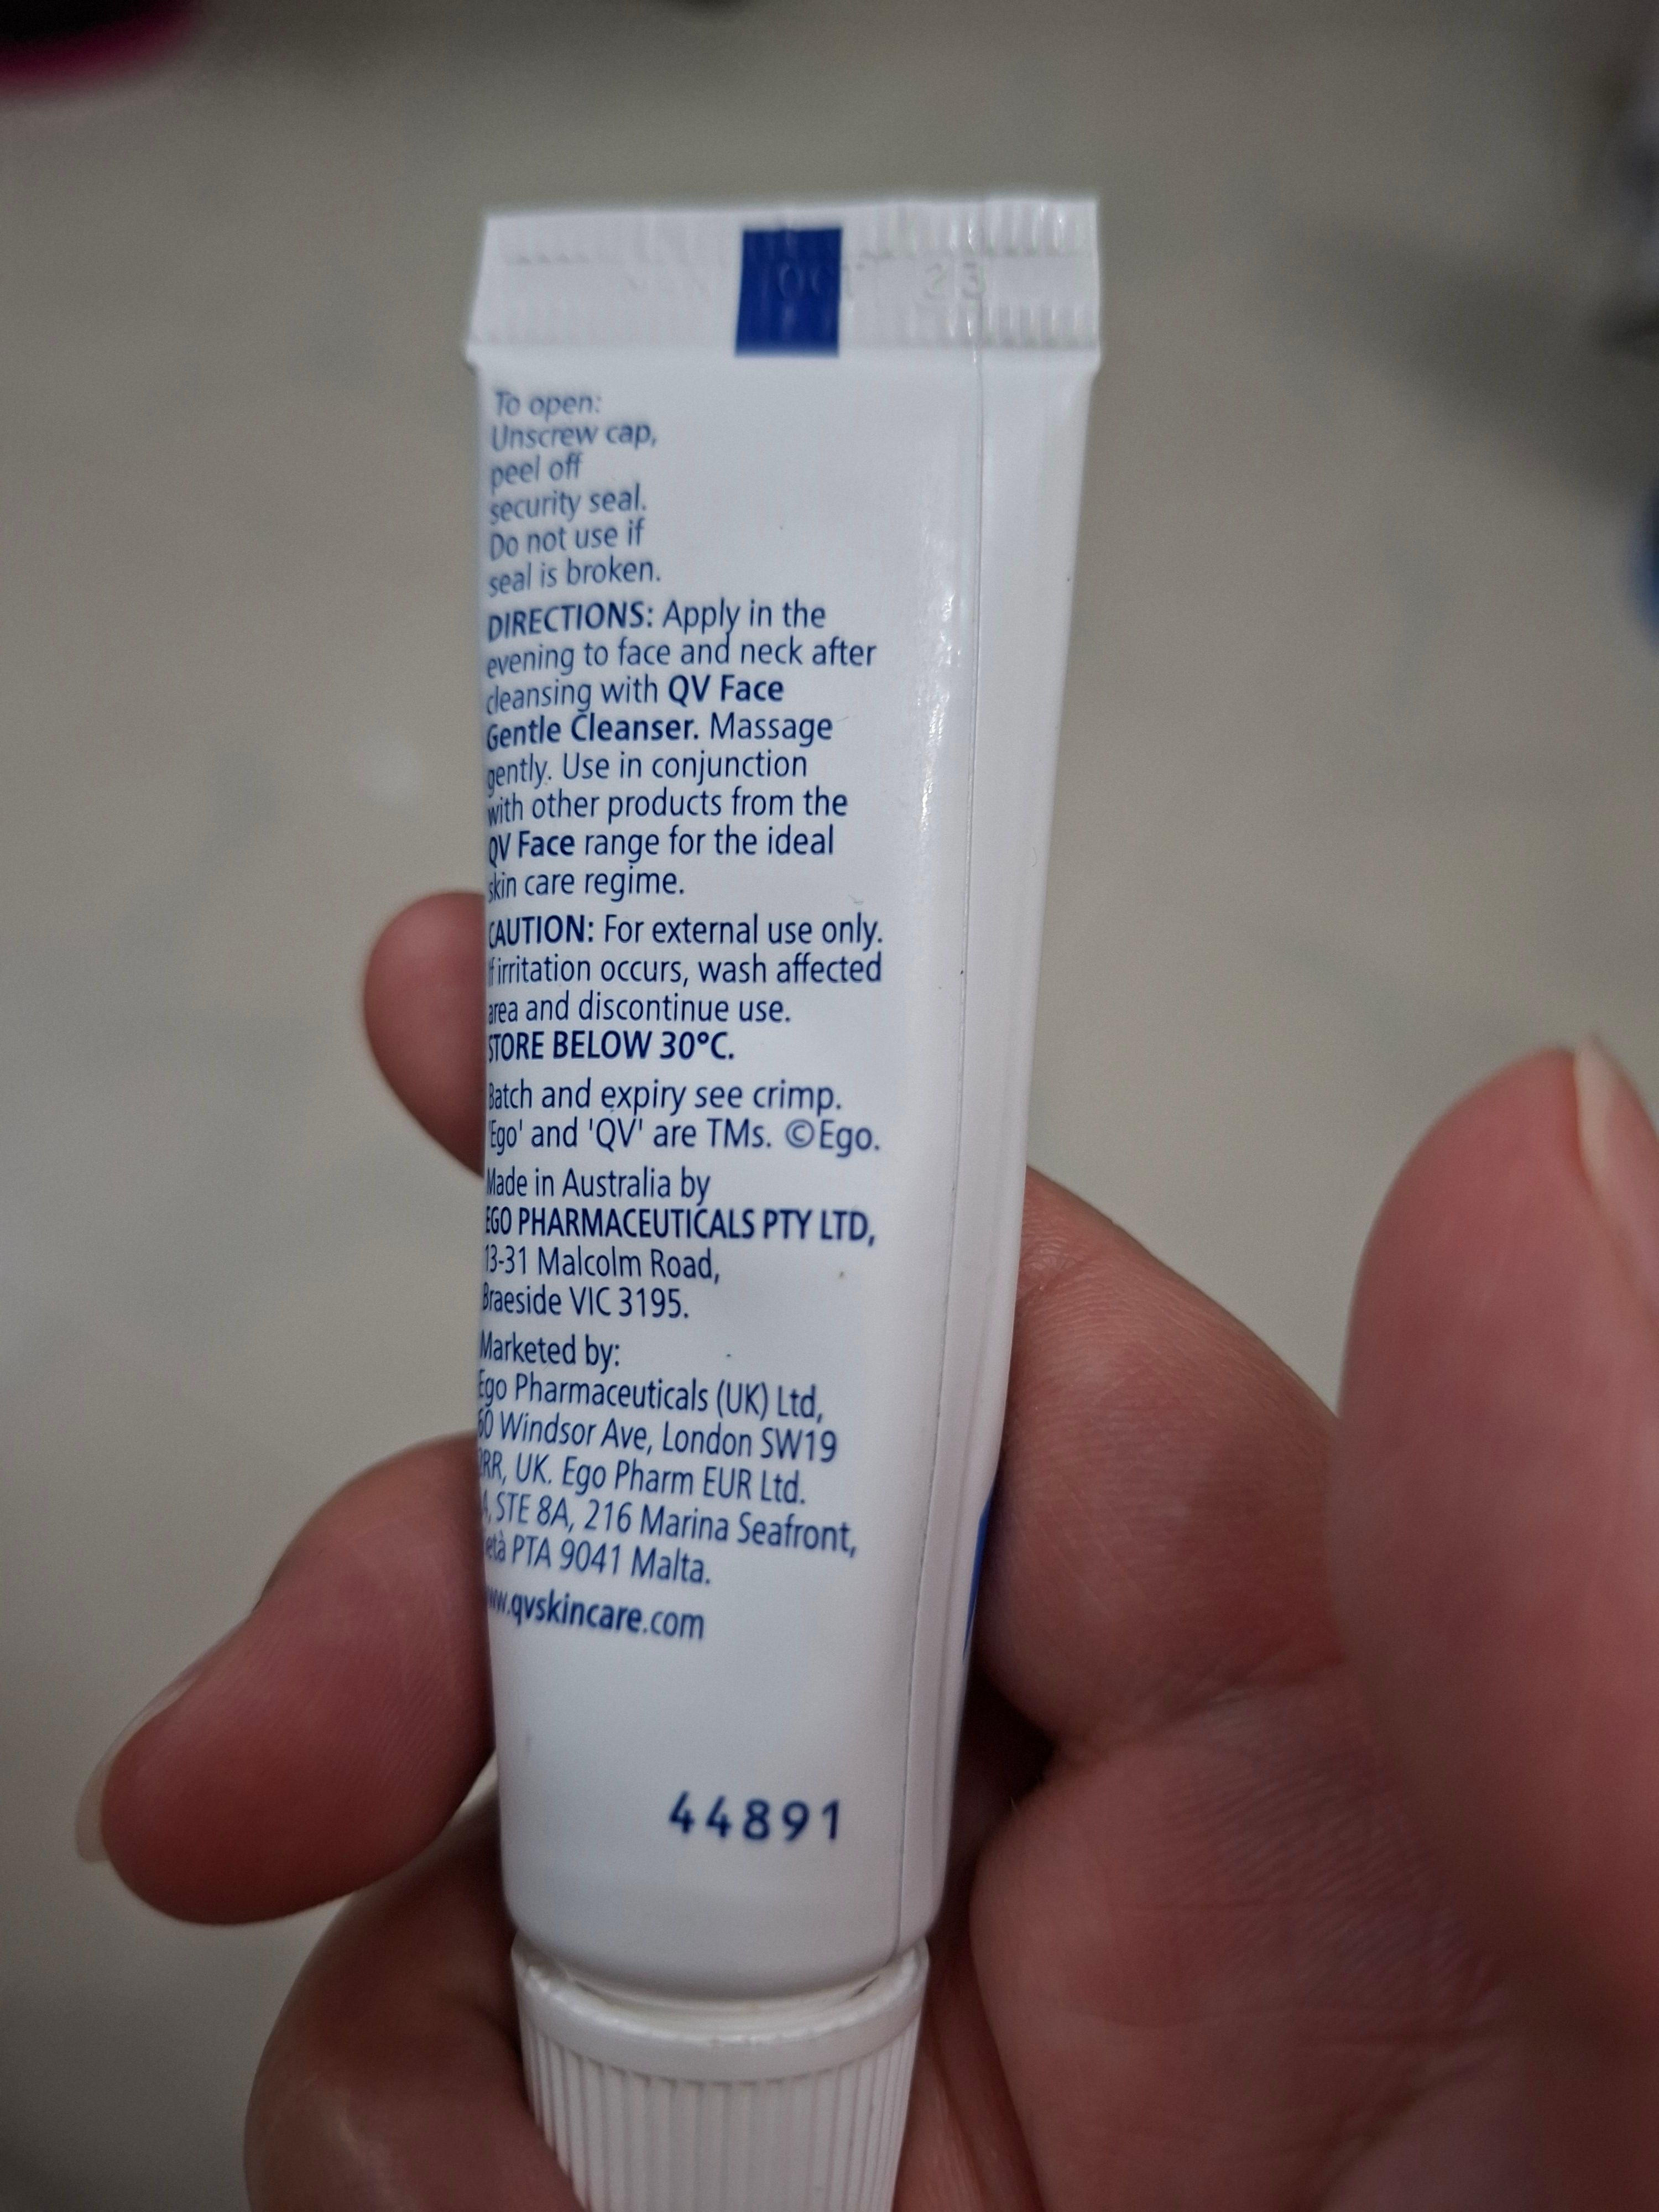 OCT 23
To open:
Unscrew cap,
peel off
security seal.
Do not use if
seal is broken.
DIRECTIONS: Apply in the
evening to face and neck after
cleansing with QV Face
Gentle Cleanser. Massage
gently. Use in conjunction
with other products from the
QV Face range for the ideal
skin care regime.
CAUTION: For external use only.
If irritation occurs, wash affected
area and discontinue use.
STORE BELOW 30°C.
Batch and expiry see crimp.
'Ego' and 'QV' are TMs. ©Ego.
Made in Australia by
EGO PHARMACEUTICALS PTY LTD,
13-31 Malcolm Road,
Braeside VIC 3195.
Marketed by:
Ego Pharmaceuticals (UK) Ltd,
60 Windsor Ave, London SW19
2RR, UK. Ego Pharm EUR Ltd.
STE 8A, 216 Marina Seafront,
PTA 9041 Malta.
www.qvskincare.com
44891